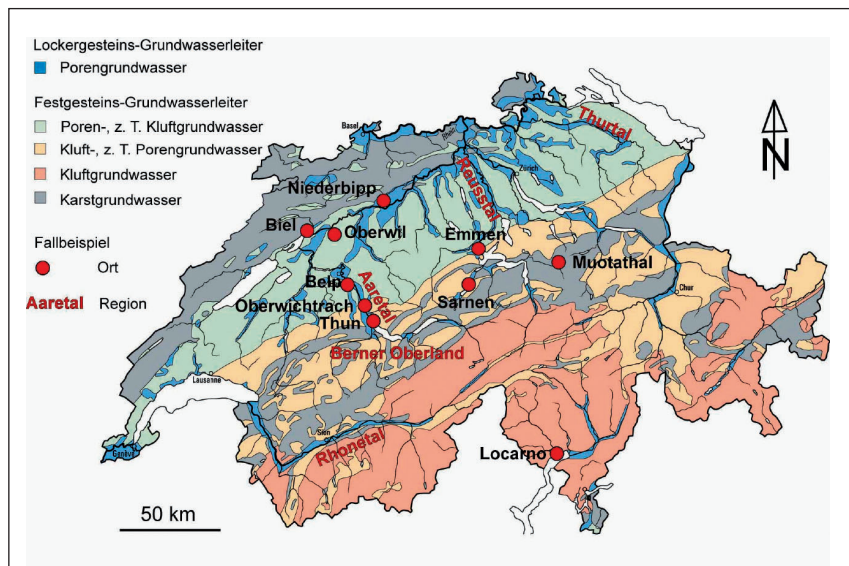 Lockergesteins-Grundwasserleiter
Porengrundwasser
Festgesteins-Grundwasserleiter
Poren-, z. T. Kluftgrundwasser
Kluft-, z. T. Porengrundwasser
Kluftgrundwasser
Karstgrundwasser
Fallbeispiel
Ort
Aaretal Region
50 km
N
Basel
Rhein
Thurtal
Zürich
Reusstal
Niederbipp
Biel
Oberwil
Emmen
Muotathal
Belp
Aaretal
Sarnen
Chur
Oberwichtrach
Thun
Berner Oberland
Lausanne
Sion
Rhonetal
Genève
Locarno